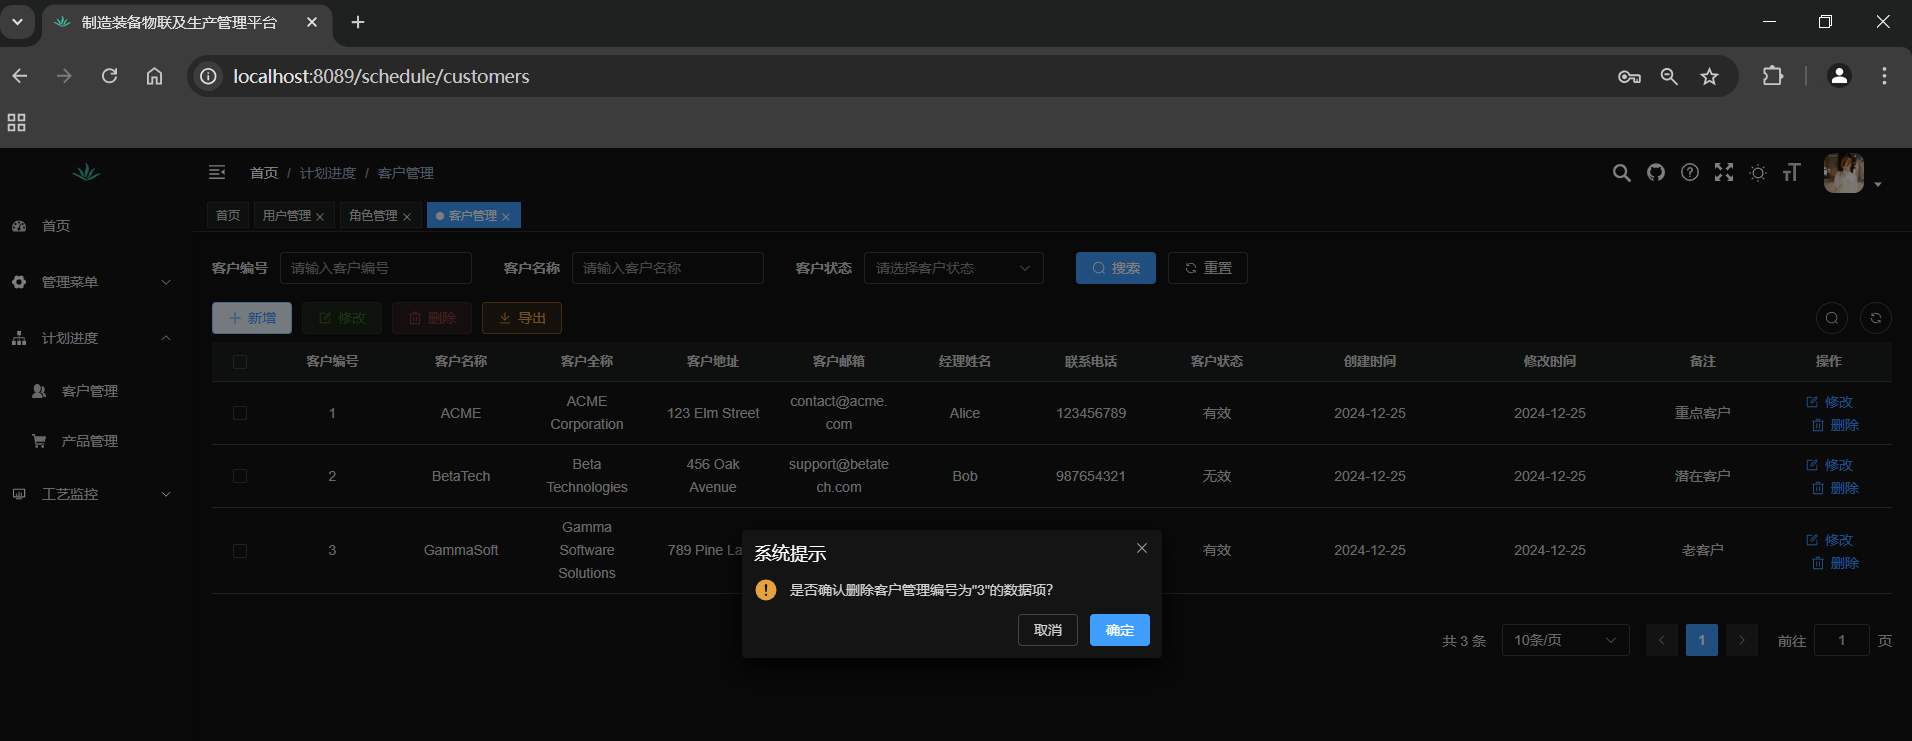 制造装备物联及生产管理平台
localhost:8089/schedule/customers
首页 / 计划进度 / 客户管理
首页
管理菜单
计划进度
客户管理
产品管理
工艺监控
首页 用户管理 角色管理 客户管理
客户编号 请输入客户编号 客户名称 请输入客户名称 客户状态 请选择客户状态 搜索 重置
新增 修改 删除 导出
客户编号 客户名称 客户全称 客户地址 客户邮箱 经理姓名 联系电话 客户状态 创建时间 修改时间 备注 操作
1 ACME ACME Corporation 123 Elm Street contact@acme.com Alice 123456789 有效 2024-12-25 2024-12-25 重点客户 修改 删除
2 BetaTech Beta Technologies 456 Oak Avenue support@betatech.com Bob 987654321 无效 2024-12-25 2024-12-25 潜在客户 修改 删除
3 GammaSoft Gamma Software Solutions 789 Pine La 有效 2024-12-25 2024-12-25 老客户 修改 删除
系统提示
是否确认删除客户管理编号为"3"的数据项?
取消 确定
共 3 条 10条/页 1 前往 1 页